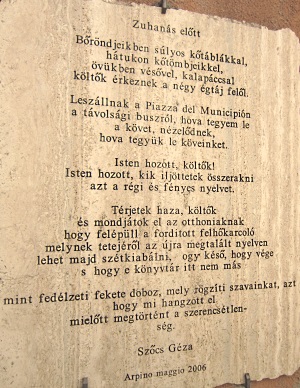 Zuhanás előtt
Bőröndjeikben súlyos kőtáblákkal,
hátukon kőtömbjeikkel,
övükben vésővel, kalapáccsal
költők érkeznek a négy égtáj felől.
Leszállnak a Piazza del Municipión
a távolsági buszról, hova tegyem le
a követ, nézelődnek,
hova tegyük le köveinket.
Isten hozott, költők!
Isten hozott, kik iljöttetek összerakni
azt a régi és fényes nyelvet.
Térjetek haza, költők
és mondjátok el az otthoniaknak
hogy felépült a fordított felhőkarcoló
melynek tetejéről az újra megtalált nyelven
lehet majd szétkiabálni, ogy késő, hogy vége
s hogy e könyvtár itt nem más
mint fedélzeti fekete doboz, mely rögzíti szavainkat, azt
hogy mi hangzott el
mielőtt megtörtént a szerencsétlen-
ség.
Szőcs Géza
Arpino maggio 2006